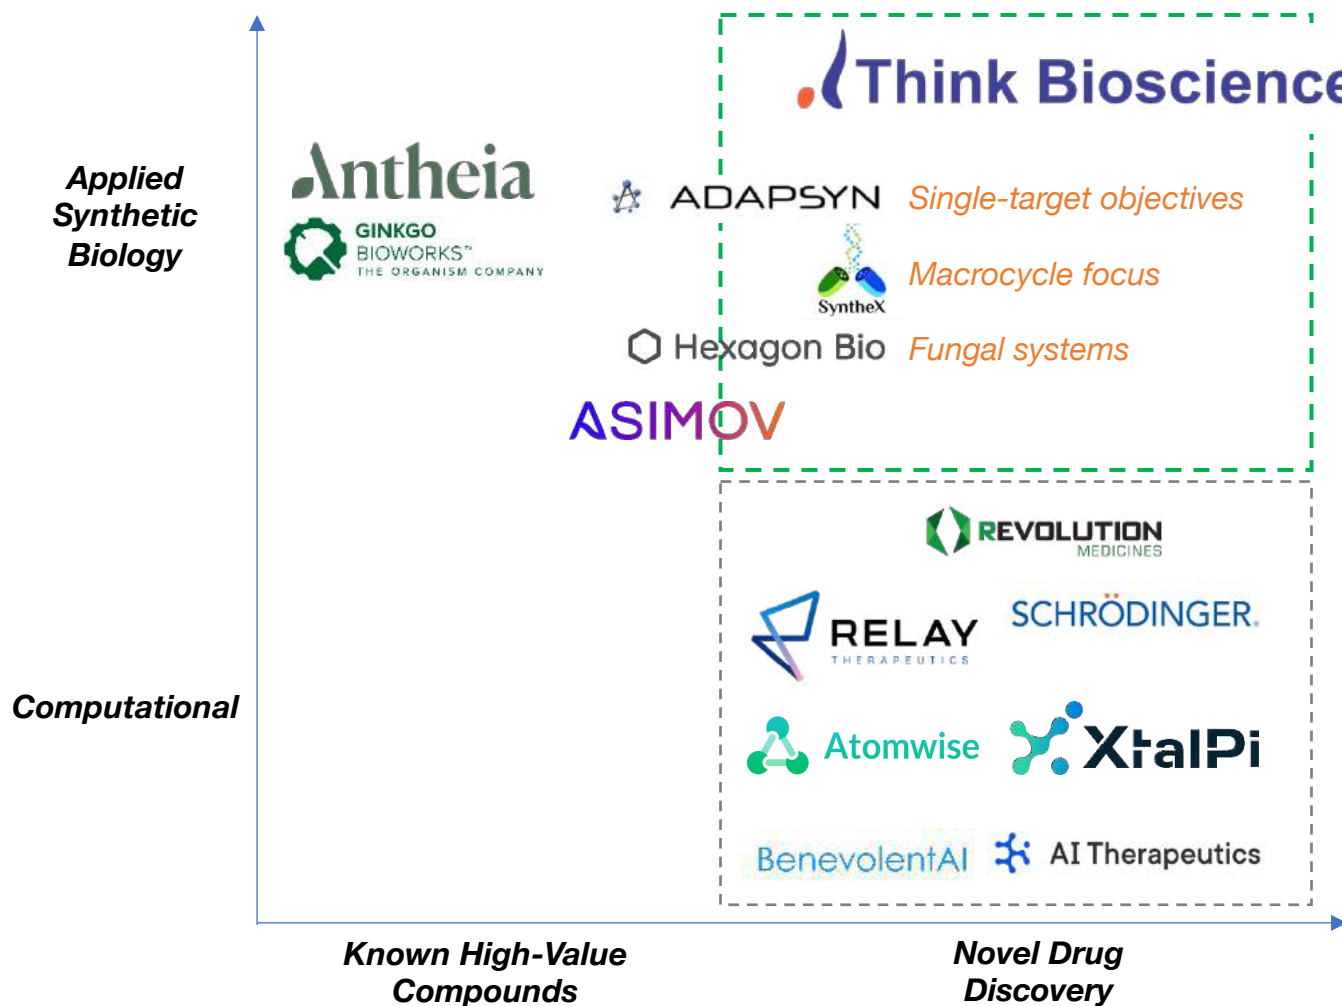 Think Bioscience
Applied
Synthetic
Biology
Antheia
GINKGO
BIOWORKS™
THE ORGANISM COMPANY
ADAPSYN
Single-target objectives
SyntheX
Macrocycle focus
Hexagon Bio
Fungal systems
ASIMOV
REVOLUTION
MEDICINES
RELAY
THERAPEUTICS
SCHRÖDINGER.
Computational
Atomwise
XtalPi
BenevolentAI
AI Therapeutics
Known High-Value
Compounds
Novel Drug
Discovery